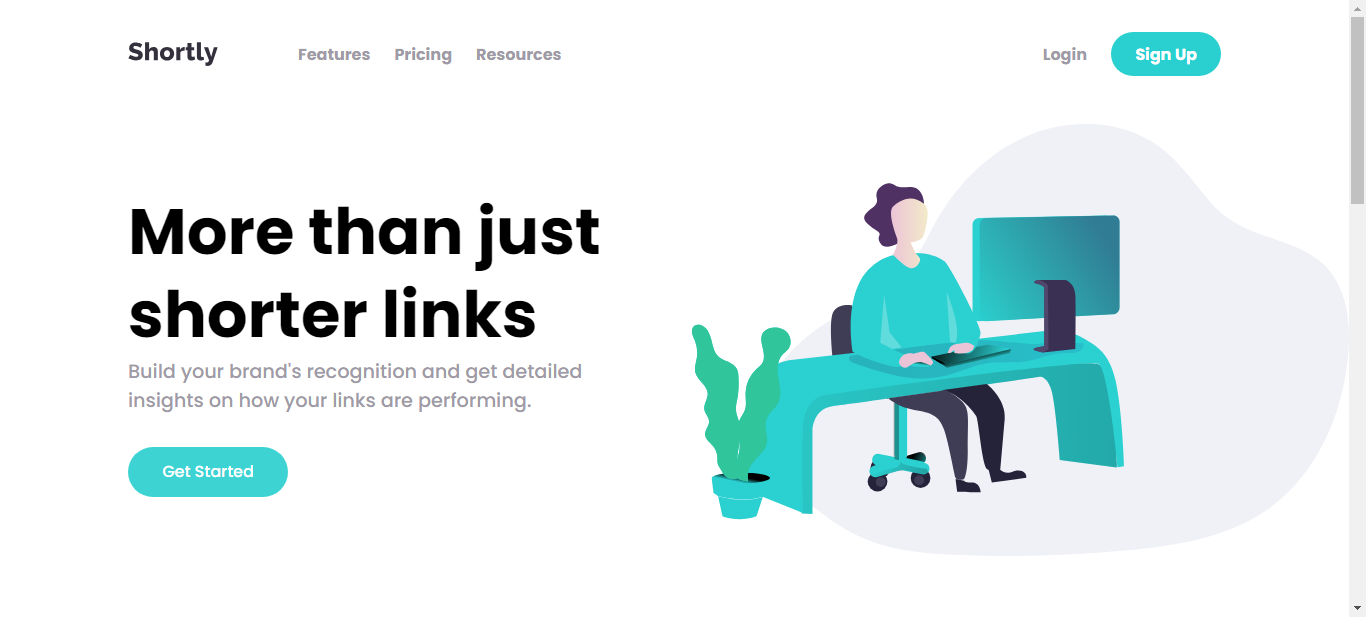 Shortly Features Pricing Resources Login Sign Up
More than just
shorter links
Build your brand's recognition and get detailed
insights on how your links are performing.
Get Started